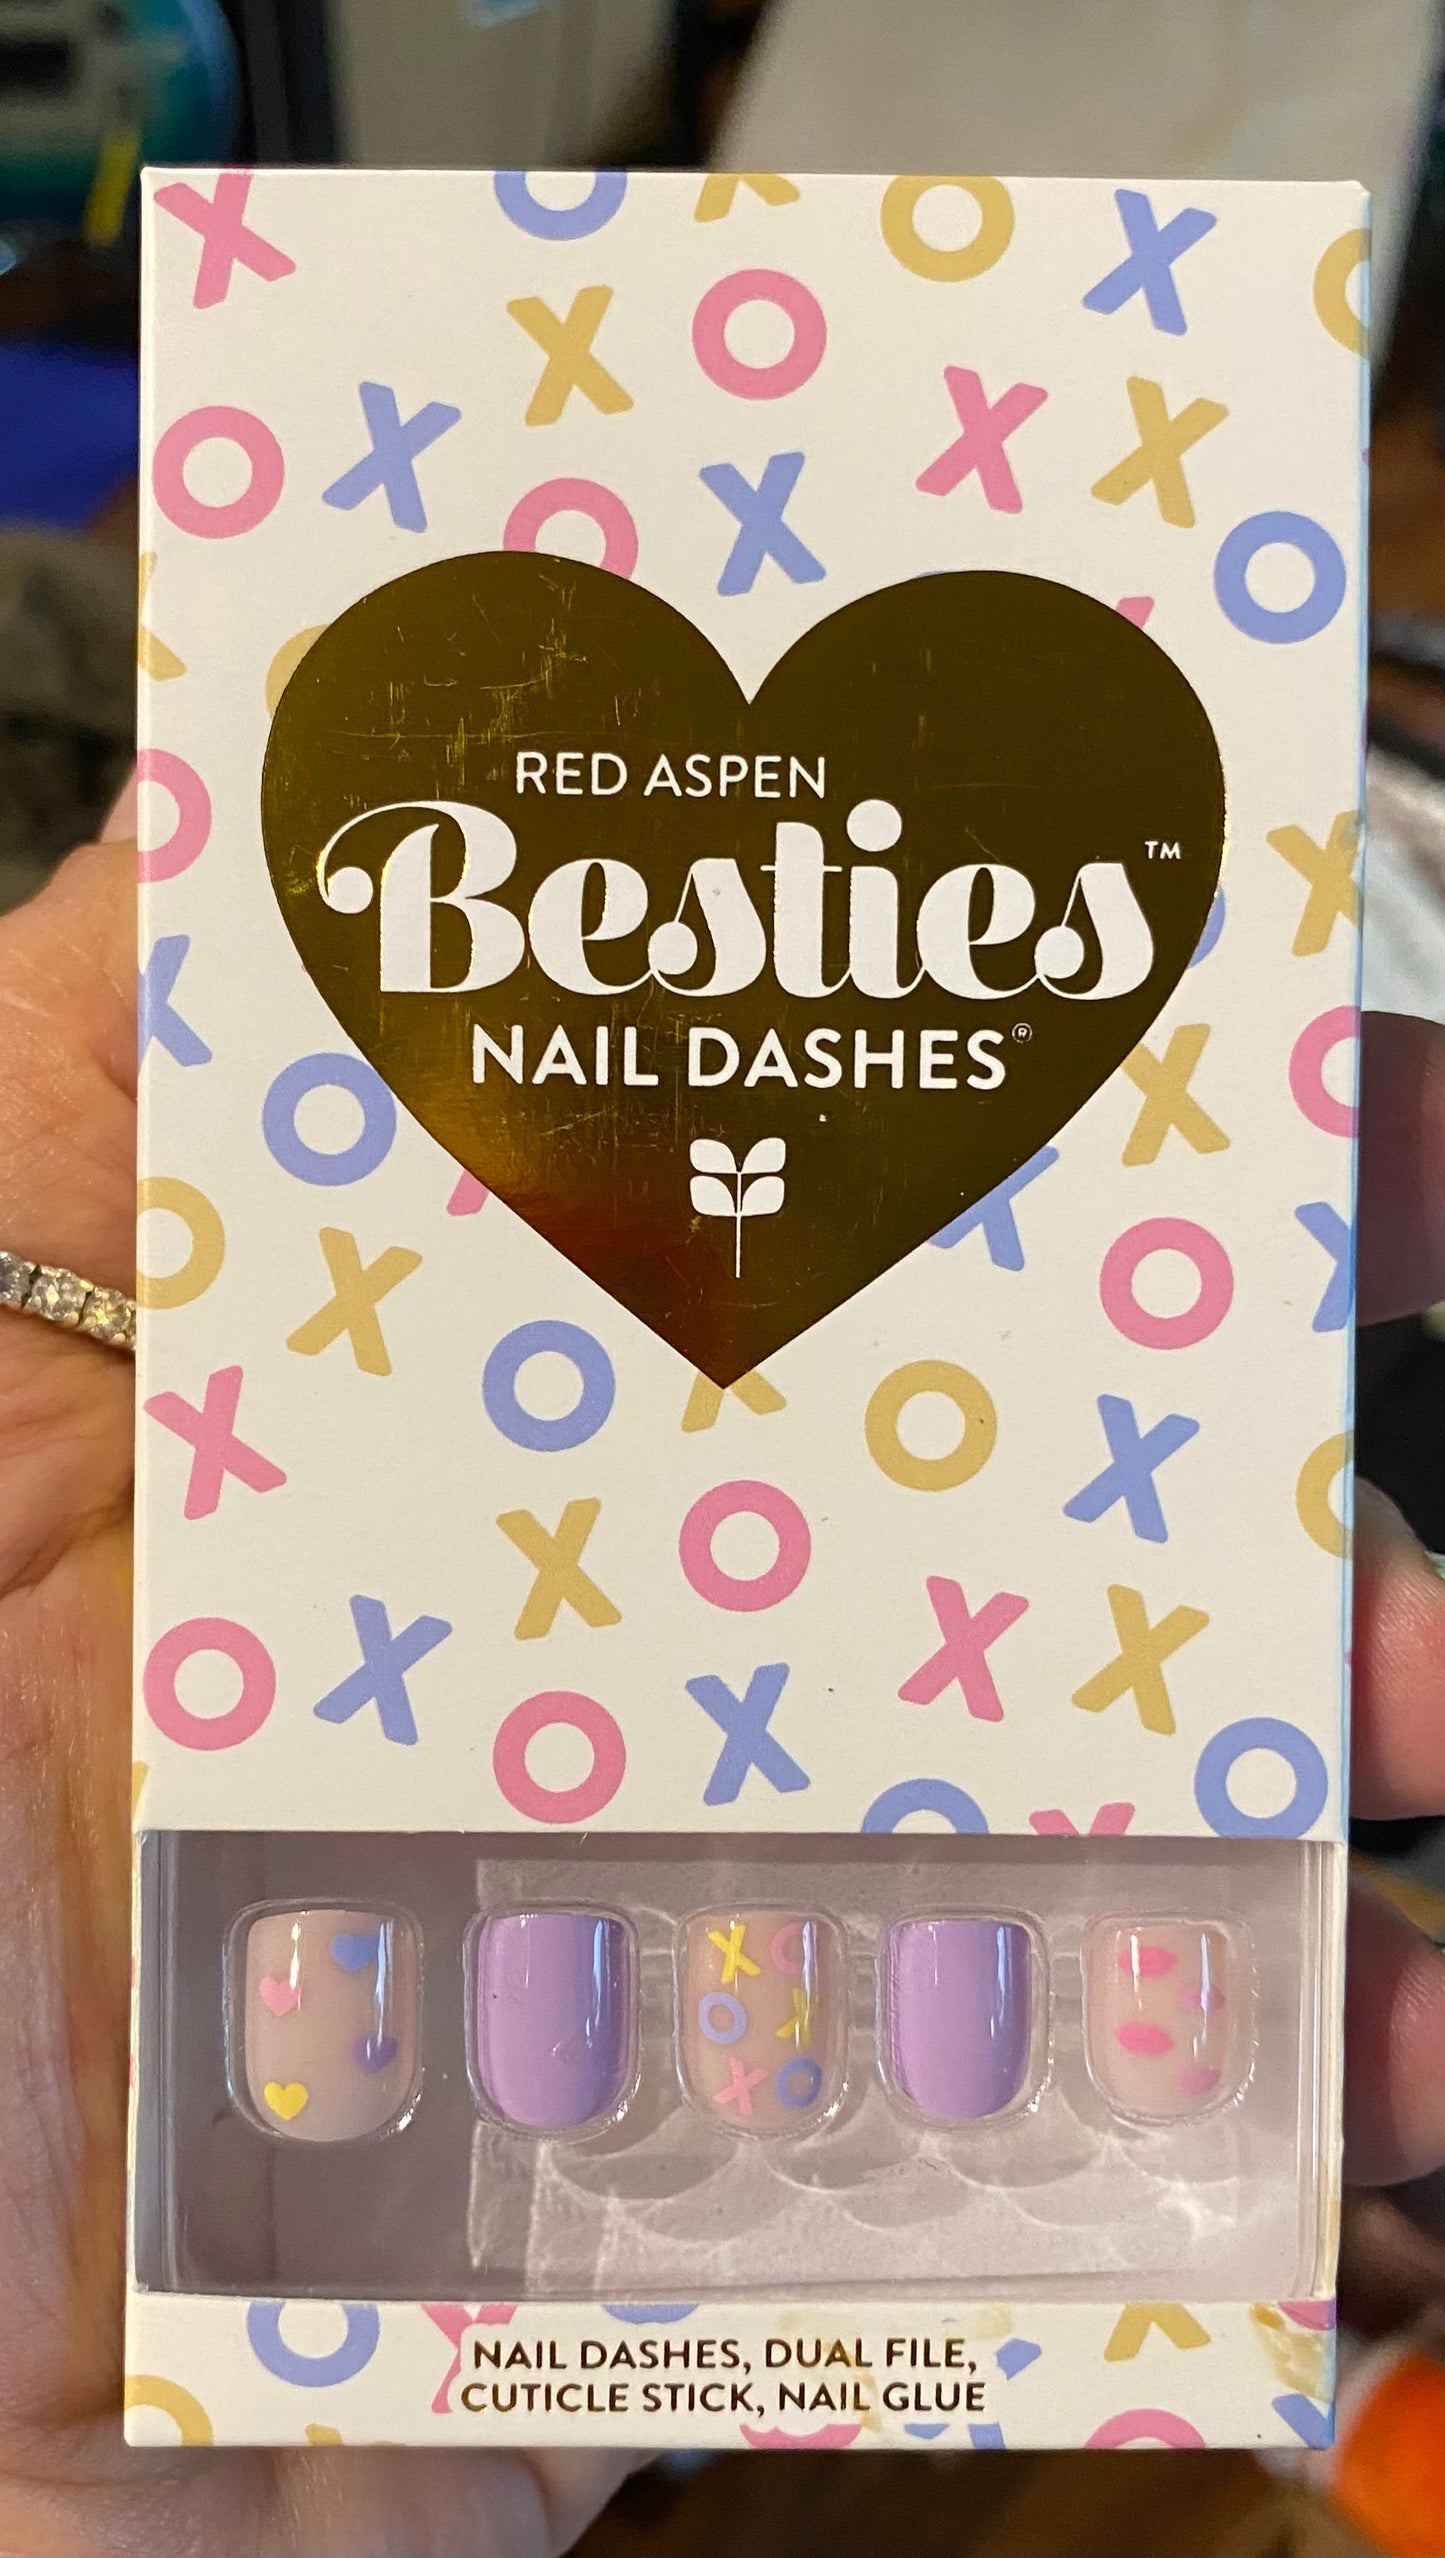 RED ASPEN
Besties™
NAIL DASHES®
NAIL DASHES, DUAL FILE,
CUTICLE STICK, NAIL GLUE